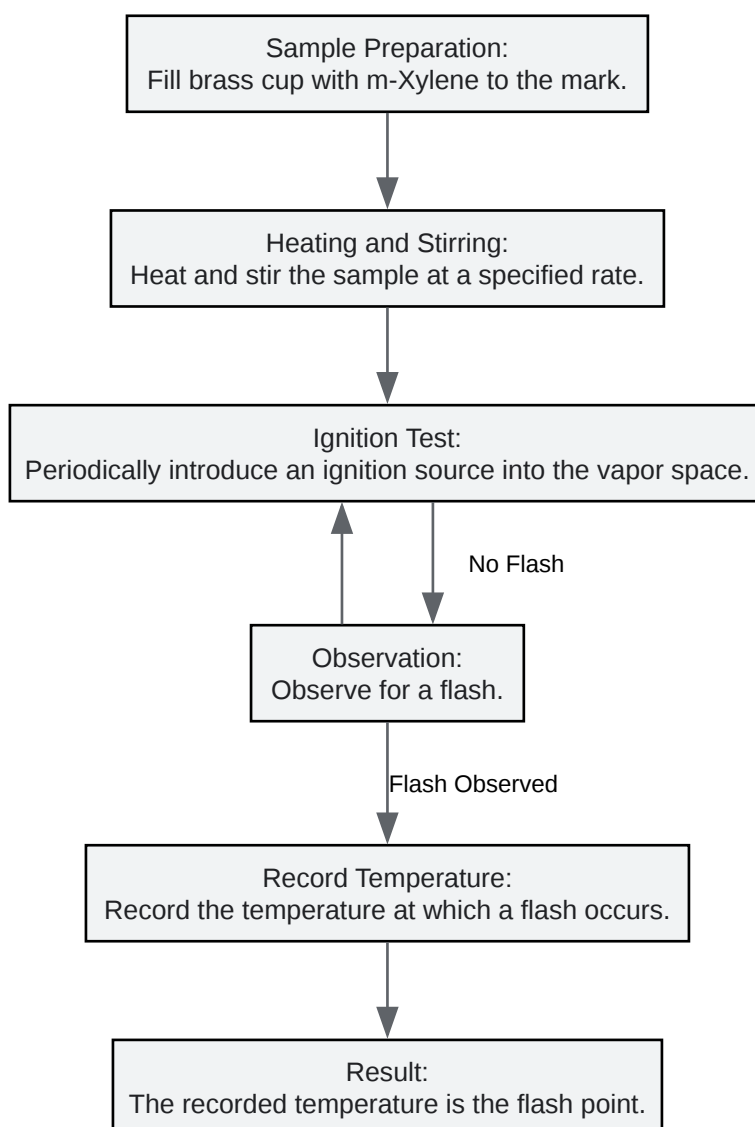 Sample Preparation:
Fill brass cup with m-Xylene to the mark.
Heating and Stirring:
Heat and stir the sample at a specified rate.
Ignition Test:
Periodically introduce an ignition source into the vapor space.
No Flash
Observation:
Observe for a flash.
Flash Observed
Record Temperature:
Record the temperature at which a flash occurs.
Result:
The recorded temperature is the flash point.